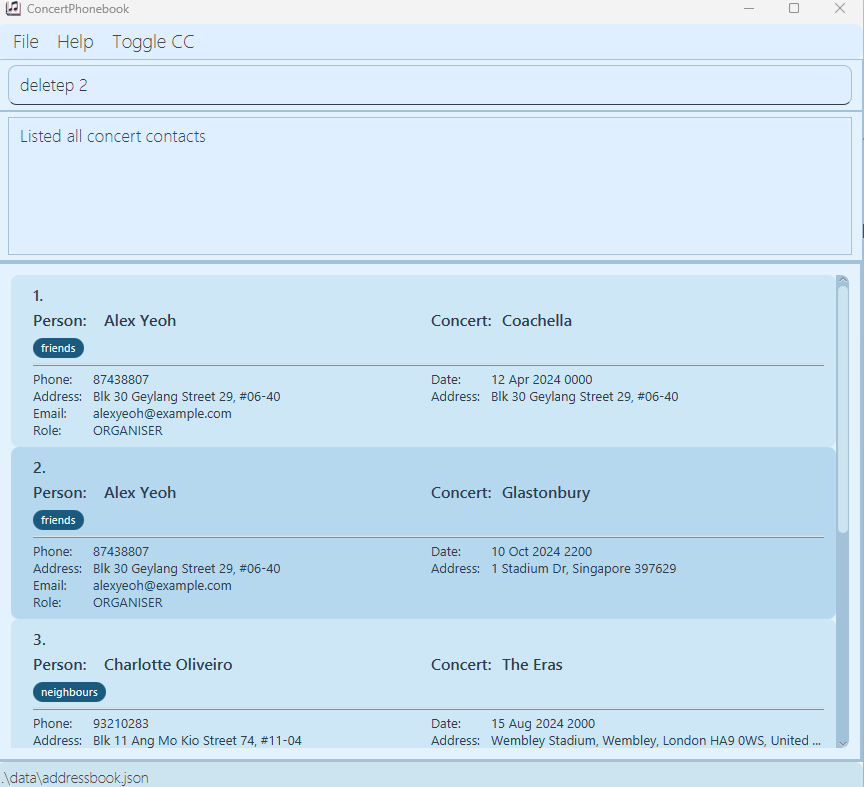 ConcertPhonebook
File Help Toggle CC
deletep 2
Listed all concert contacts
1.
Person: Alex Yeoh Concert: Coachella
friends
Phone: 87438807 Date: 12 Apr 2024 0000
Address: Blk 30 Geylang Street 29, #06-40 Address: Blk 30 Geylang Street 29, #06-40
Email: alexyeoh@example.com
Role: ORGANISER
2.
Person: Alex Yeoh Concert: Glastonbury
friends
Phone: 87438807 Date: 10 Oct 2024 2200
Address: Blk 30 Geylang Street 29, #06-40 Address: 1 Stadium Dr, Singapore 397629
Email: alexyeoh@example.com
Role: ORGANISER
3.
Person: Charlotte Oliveiro Concert: The Eras
neighbours
Phone: 93210283 Date: 15 Aug 2024 2000
Address: Blk 11 Ang Mo Kio Street 74, #11-04 Address: Wembley Stadium, Wembley, London HA9 0WS, United ...
.\data\addressbook.json